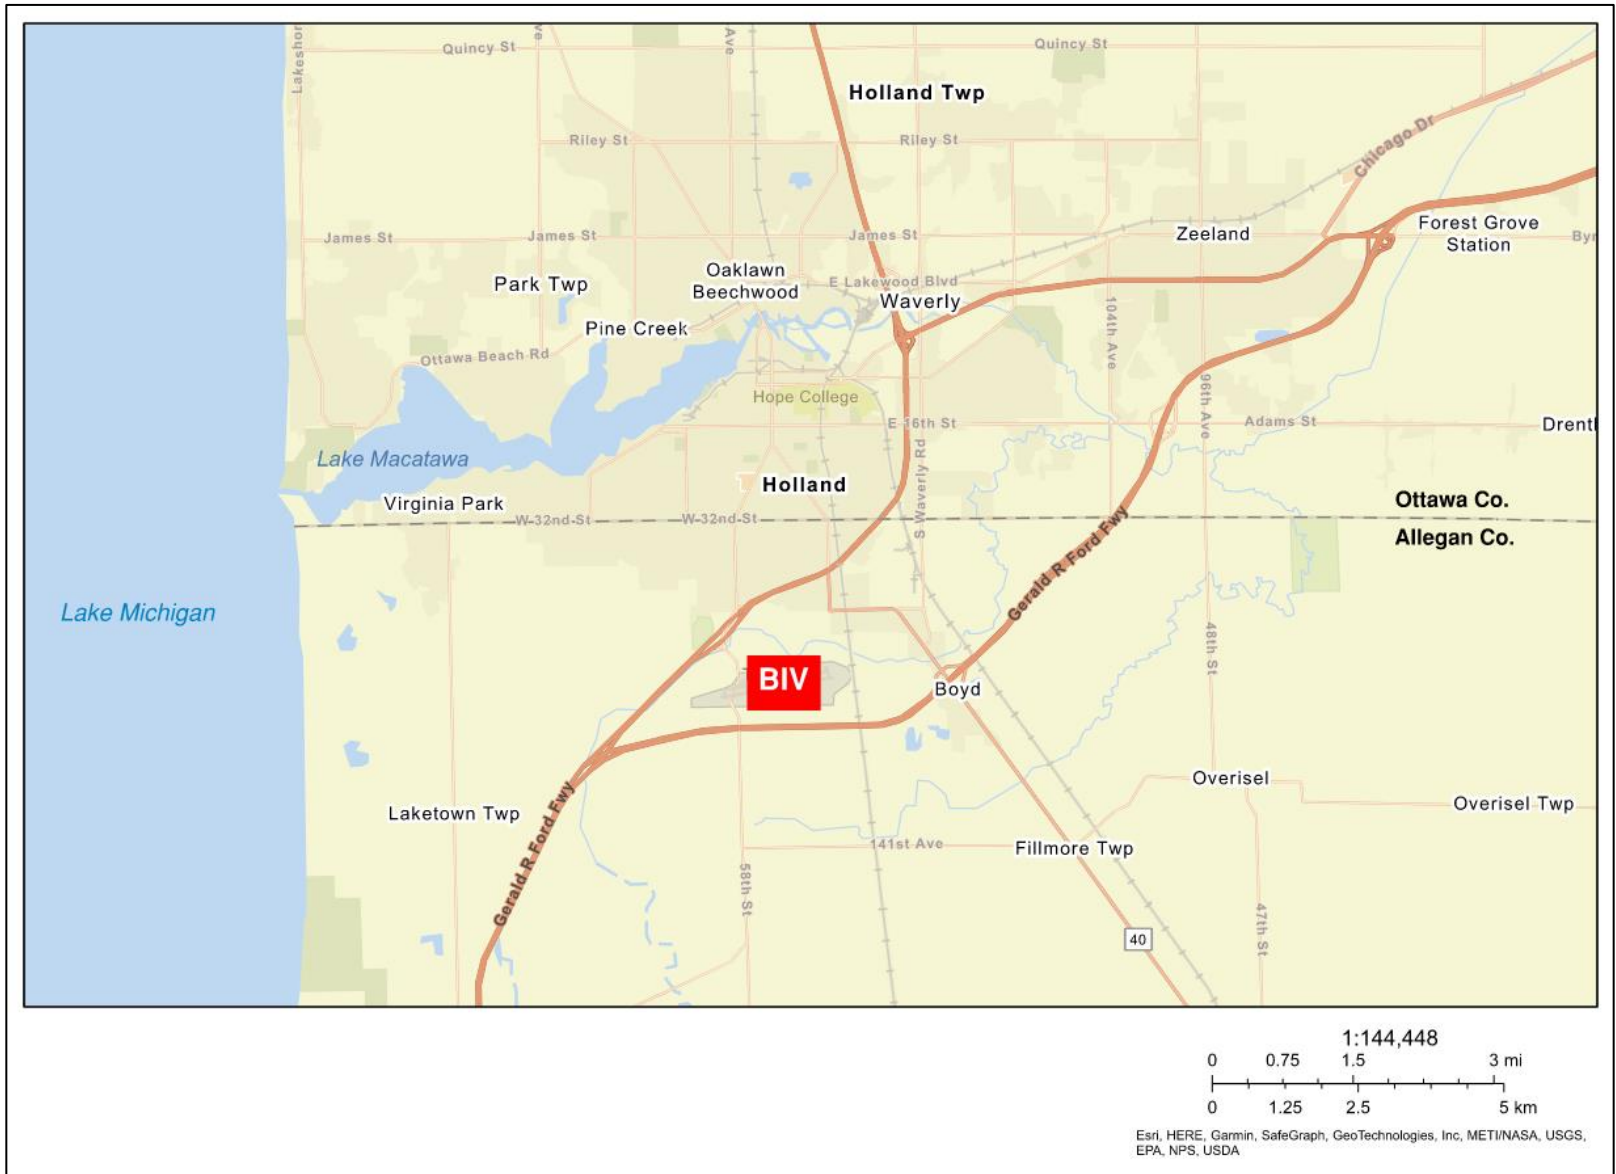 Lakeshor
Quincy St
ve
Ave
Quincy St
Holland Twp
Riley St
Riley St
Chicago Dr
James St
James St
James St
Zeeland
Forest Grove
Station
Byr
Park Twp
Oaklawn
Beechwood
E Lakewood Blvd
Waverly
Pine Creek
Ottawa Beach Rd
104th Ave
96th Ave
Hope College
E 16th St
Adams St
Drent
Lake Macatawa
S Waverly Rd
Holland
Virginia Park
W 32nd St
W 32nd St
Ottawa Co.
Allegan Co.
Gerald R Ford Fwy
Lake Michigan
48th St
BIV
Boyd
Overisel
Overisel Twp
Laketown Twp
Gerald R Ford Fwy
141st Ave
Fillmore Twp
58th St
47th St
40
1:144,448
0 0.75 1.5 3 mi
0 1.25 2.5 5 km
Esri, HERE, Garmin, SafeGraph, GeoTechnologies, Inc, METI/NASA, USGS,
EPA, NPS, USDA